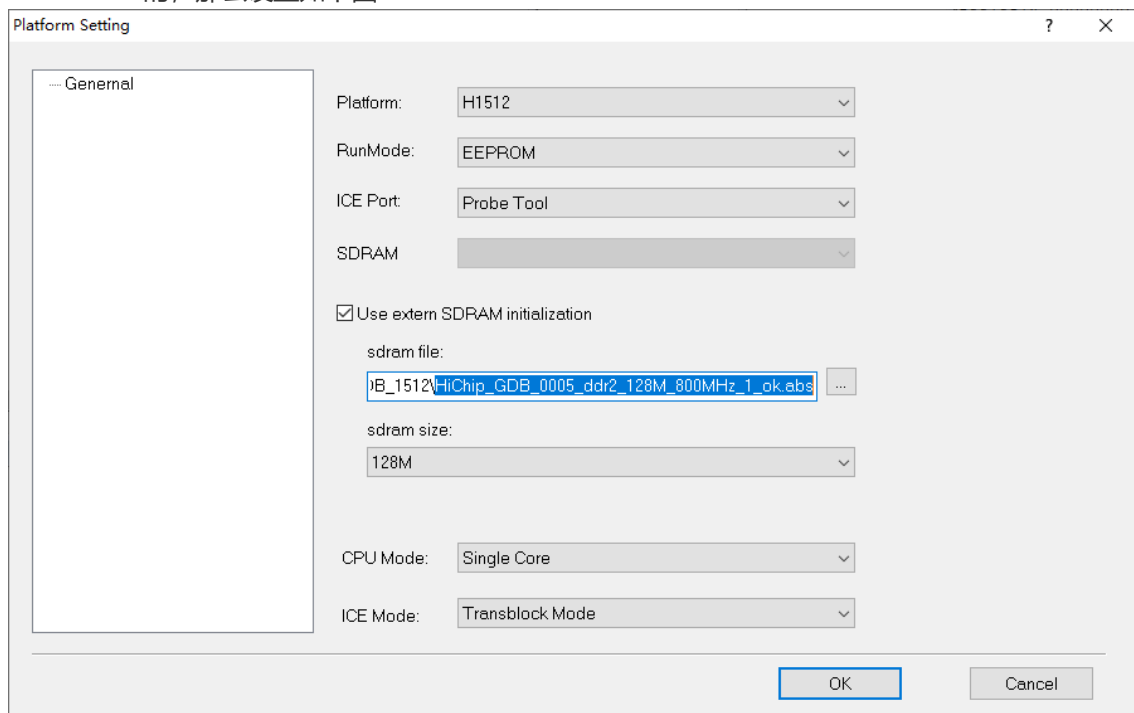 Platform Setting
? ×
Genernal
Platform: H1512
RunMode: EEPROM
ICE Port: Probe Tool
SDRAM
Use extern SDRAM initialization
sdram file:
B_1512\HiChip_GDB_0005_ddr2_128M_800MHz_1_ok.abs ...
sdram size:
128M
CPU Mode: Single Core
ICE Mode: Transblock Mode
OK Cancel